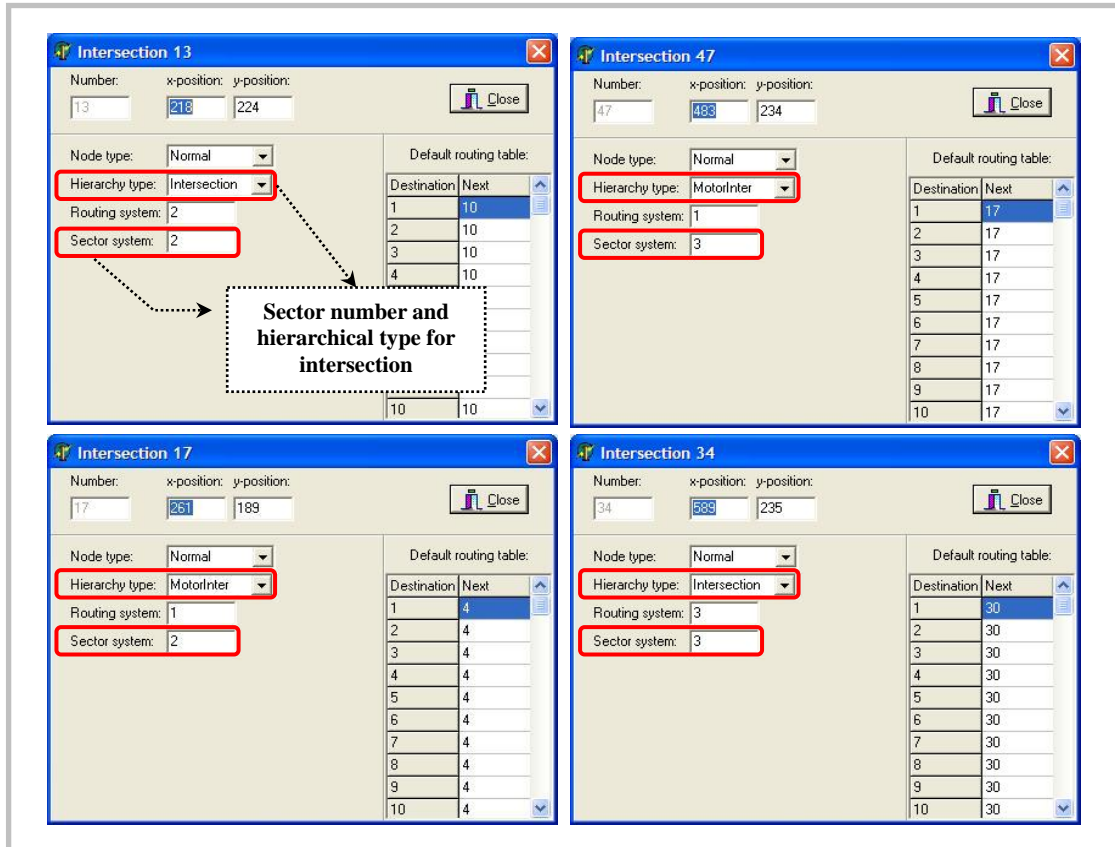 Intersection 13
Number: x-position: y-position:
13 218 224 Close
Node type: Normal Default routing table:
Hierarchy type: Intersection Destination Next
Routing system: 2 1 10
Sector system: 2 2 10
3 10
4 10
10 10
Sector number and
hierarchical type for
intersection
Intersection 47
Number: x-position: y-position:
47 483 234 Close
Node type: Normal Default routing table:
Hierarchy type: MotorInter Destination Next
Routing system: 1 1 17
Sector system: 3 2 17
3 17
4 17
5 17
6 17
7 17
8 17
9 17
10 17
Intersection 17
Number: x-position: y-position:
17 261 189 Close
Node type: Normal Default routing table:
Hierarchy type: MotorInter Destination Next
Routing system: 1 1 4
Sector system: 2 2 4
3 4
4 4
5 4
6 4
7 4
8 4
9 4
10 4
Intersection 34
Number: x-position: y-position:
34 589 235 Close
Node type: Normal Default routing table:
Hierarchy type: Intersection Destination Next
Routing system: 3 1 30
Sector system: 3 2 30
3 30
4 30
5 30
6 30
7 30
8 30
9 30
10 30